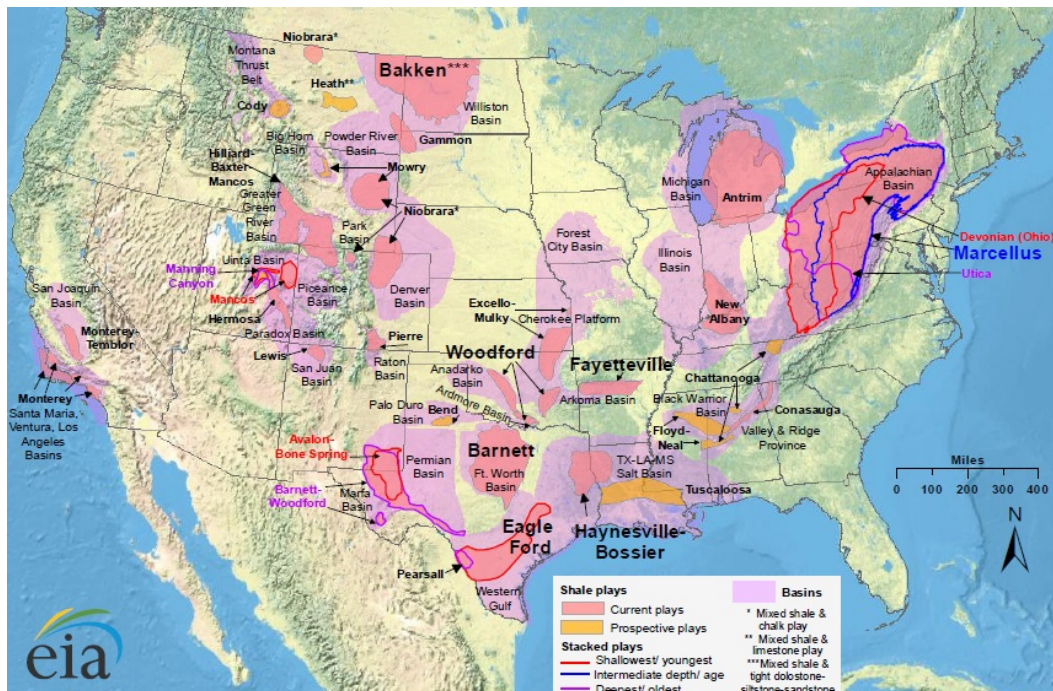 Niobrara*
Montana
Thrust
Belt
Bakken***
Heath**
Cody
Williston
Basin
Big Horn
Basin
Powder River
Basin
Gammon
Hilliard-
Baxter-
Mancos
Mowry
Greater
Green
River
Basin
Niobrara*
Park
Basin
Michigan
Basin
Antrim
Appalachian
Basin
Devonian (Ohio)
Marcellus
Utica
Forest
City Basin
Illinois
Basin
Uinta Basin
Manning
Canyon
Mancos
Piceance
Basin
Denver
Basin
San Joaquin
Basin
Hermosa
Paradox Basin
Excello-
Mulky
Cherokee Platform
New
Albany
Monterey-
Temblor
Pierre
Lewis
San Juan
Basin
Raton
Basin
Woodford
Anadarko
Basin
Fayetteville
Chattanooga
Monterey
Santa Maria,
Ventura, Los
Angeles
Basins
Palo Duro
Basin
Bend
Ardmore Basin
Arkoma Basin
Black Warrior
Basin
Conasauga
Floyd-
Neal
Valley & Ridge
Province
Avalon-
Bone Spring
Permian
Basin
Barnett
Ft. Worth
Basin
TX-LA-MS
Salt Basin
Tuscaloosa
Barnett-
Woodford
Marfa
Basin
Eagle
Ford
Haynesville-
Bossier
Pearsall
Western
Gulf
Miles
0 100 200 300 400
N
Shale plays
Current plays
Prospective plays
Stacked plays
Shallowest/ youngest
Intermediate depth/ age
Deepest/ oldest
Basins
* Mixed shale &
chalk play
** Mixed shale &
limestone play
***Mixed shale &
tight dolostone-
siltstone-sandstone
eia